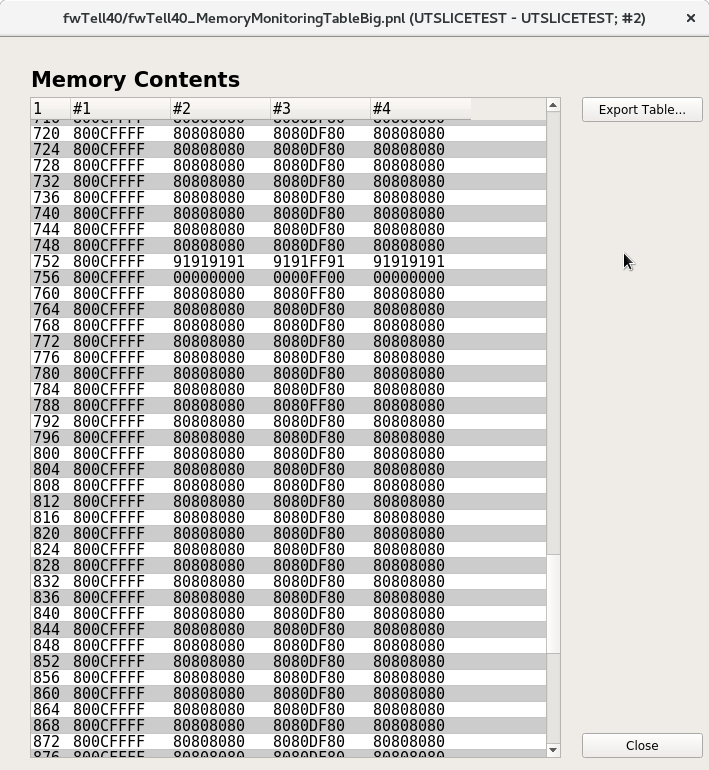 fwTell40/fwTell40_MemoryMonitoringTableBig.pnl (UTSLICETEST - UTSLICETEST; #2)
Memory Contents
1 #1 #2 #3 #4
Export Table...
720 800CFFFF 80808080 8080DF80 80808080
724 800CFFFF 80808080 8080DF80 80808080
728 800CFFFF 80808080 8080DF80 80808080
732 800CFFFF 80808080 8080DF80 80808080
736 800CFFFF 80808080 8080DF80 80808080
740 800CFFFF 80808080 8080DF80 80808080
744 800CFFFF 80808080 8080DF80 80808080
748 800CFFFF 80808080 8080DF80 80808080
752 800CFFFF 91919191 9191FF91 91919191
756 800CFFFF 00000000 0000FF00 00000000
760 800CFFFF 80808080 8080FF80 80808080
764 800CFFFF 80808080 8080DF80 80808080
768 800CFFFF 80808080 8080DF80 80808080
772 800CFFFF 80808080 8080DF80 80808080
776 800CFFFF 80808080 8080DF80 80808080
780 800CFFFF 80808080 8080DF80 80808080
784 800CFFFF 80808080 8080DF80 80808080
788 800CFFFF 80808080 8080FF80 80808080
792 800CFFFF 80808080 8080DF80 80808080
796 800CFFFF 80808080 8080DF80 80808080
800 800CFFFF 80808080 8080DF80 80808080
804 800CFFFF 80808080 8080DF80 80808080
808 800CFFFF 80808080 8080DF80 80808080
812 800CFFFF 80808080 8080DF80 80808080
816 800CFFFF 80808080 8080DF80 80808080
820 800CFFFF 80808080 8080DF80 80808080
824 800CFFFF 80808080 8080DF80 80808080
828 800CFFFF 80808080 8080DF80 80808080
832 800CFFFF 80808080 8080DF80 80808080
836 800CFFFF 80808080 8080DF80 80808080
840 800CFFFF 80808080 8080DF80 80808080
844 800CFFFF 80808080 8080DF80 80808080
848 800CFFFF 80808080 8080DF80 80808080
852 800CFFFF 80808080 8080DF80 80808080
856 800CFFFF 80808080 8080DF80 80808080
860 800CFFFF 80808080 8080DF80 80808080
864 800CFFFF 80808080 8080DF80 80808080
868 800CFFFF 80808080 8080DF80 80808080
872 800CFFFF 80808080 8080DF80 80808080
Close